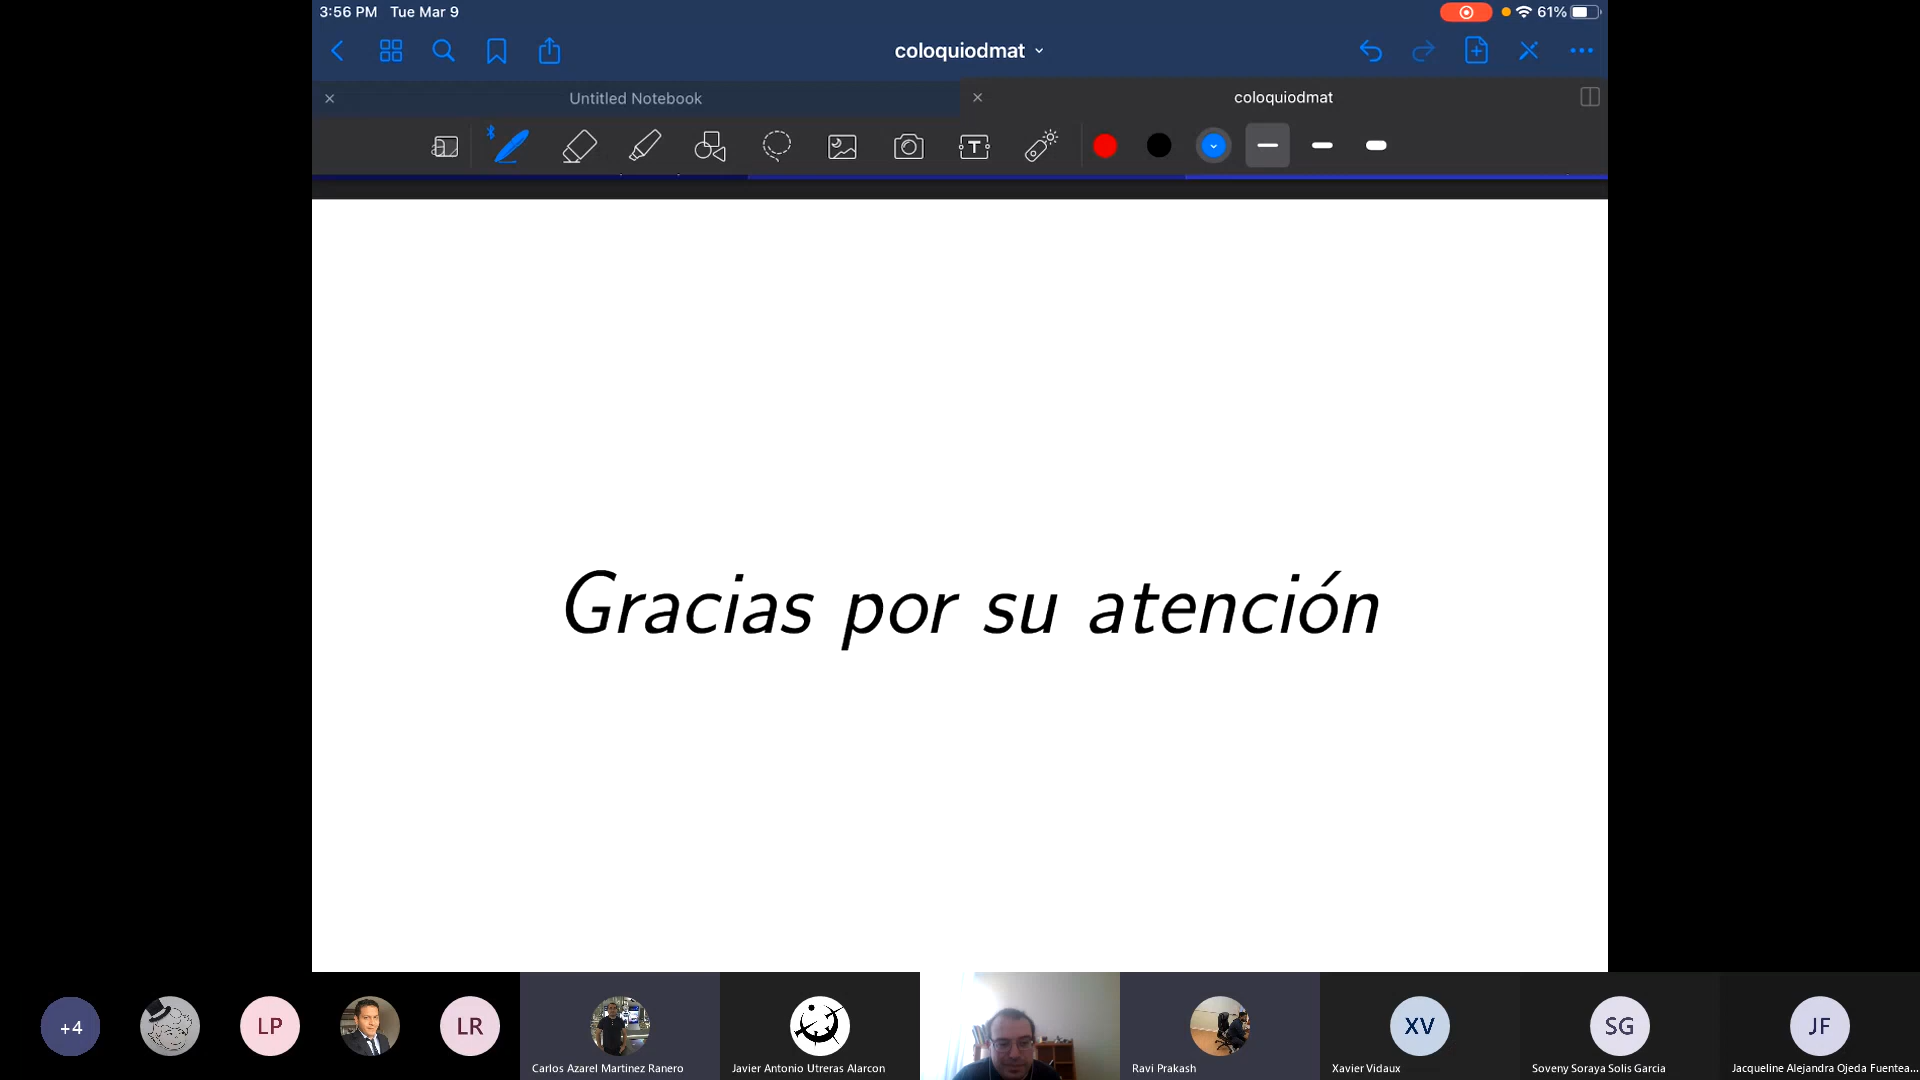 3:56 PM Tue Mar 9
61%
coloquiodmat
Untitled Notebook
coloquiodmat
T
Gracias por su atención
+4
LP
LR
Carlos Azarel Martinez Ranero
Javier Antonio Utreras Alarcon
Ravi Prakash
XV
Xavier Vidaux
SG
Soveny Soraya Solis Garcia
JF
Jacqueline Alejandra Ojeda Fuentea...